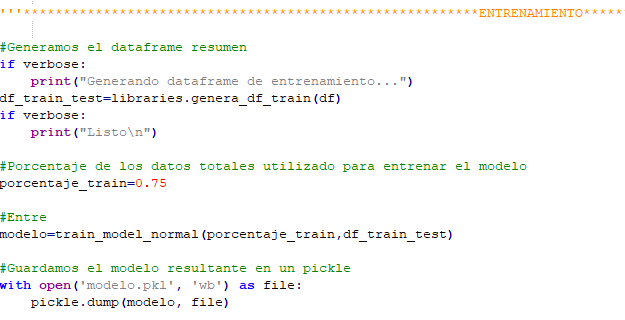 '''************************************************************ENTRENAMIENTO*****
#Generamos el dataframe resumen
if verbose:
    print("Generando dataframe de entrenamiento...")
df_train_test=libraries.genera_df_train(df)
if verbose:
    print("Listo\n")
#Porcentaje de los datos totales utilizado para entrenar el modelo
porcentaje_train=0.75
#Entre
modelo=train_model_normal(porcentaje_train,df_train_test)
#Guardamos el modelo resultante en un pickle
with open('modelo.pkl', 'wb') as file:
    pickle.dump(modelo, file)